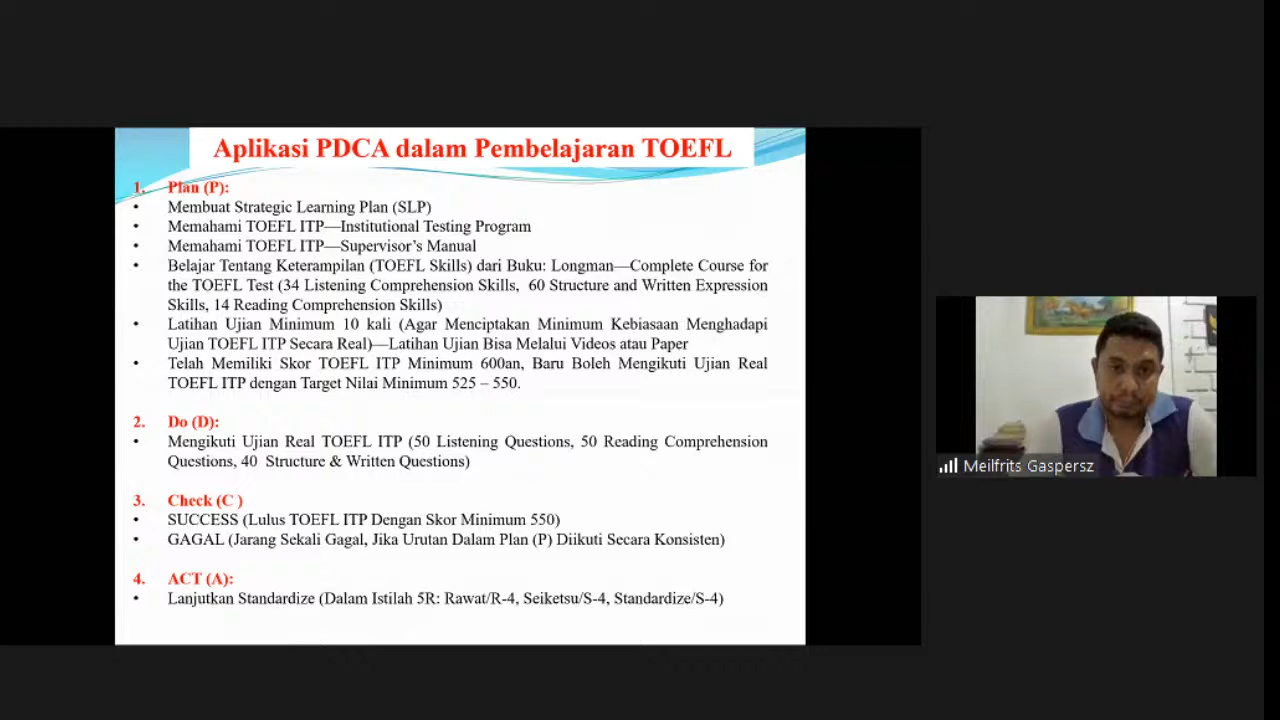 Aplikasi PDCA dalam Pembelajaran TOEFL
1. Plan (P):
• Membuat Strategic Learning Plan (SLP)
• Memahami TOEFL ITP—Institutional Testing Program
• Memahami TOEFL ITP—Supervisor's Manual
• Belajar Tentang Keterampilan (TOEFL Skills) dari Buku: Longman—Complete Course for
the TOEFL Test (34 Listening Comprehension Skills, 60 Structure and Written Expression
Skills, 14 Reading Comprehension Skills)
• Latihan Ujian Minimum 10 kali (Agar Menciptakan Minimum Kebiasaan Menghadapi
Ujian TOEFL ITP Secara Real)—Latihan Ujian Bisa Melalui Videos atau Paper
• Telah Memiliki Skor TOEFL ITP Minimum 600an, Baru Boleh Mengikuti Ujian Real
TOEFL ITP dengan Target Nilai Minimum 525 – 550.
2. Do (D):
• Mengikuti Ujian Real TOEFL ITP (50 Listening Questions, 50 Reading Comprehension
Questions, 40 Structure & Written Questions)
3. Check (C )
• SUCCESS (Lulus TOEFL ITP Dengan Skor Minimum 550)
• GAGAL (Jarang Sekali Gagal, Jika Urutan Dalam Plan (P) Diikuti Secara Konsisten)
4. ACT (A):
• Lanjutkan Standardize (Dalam Istilah 5R: Rawat/R-4, Seiketsu/S-4, Standardize/S-4)
Meilfrits Gaspersz